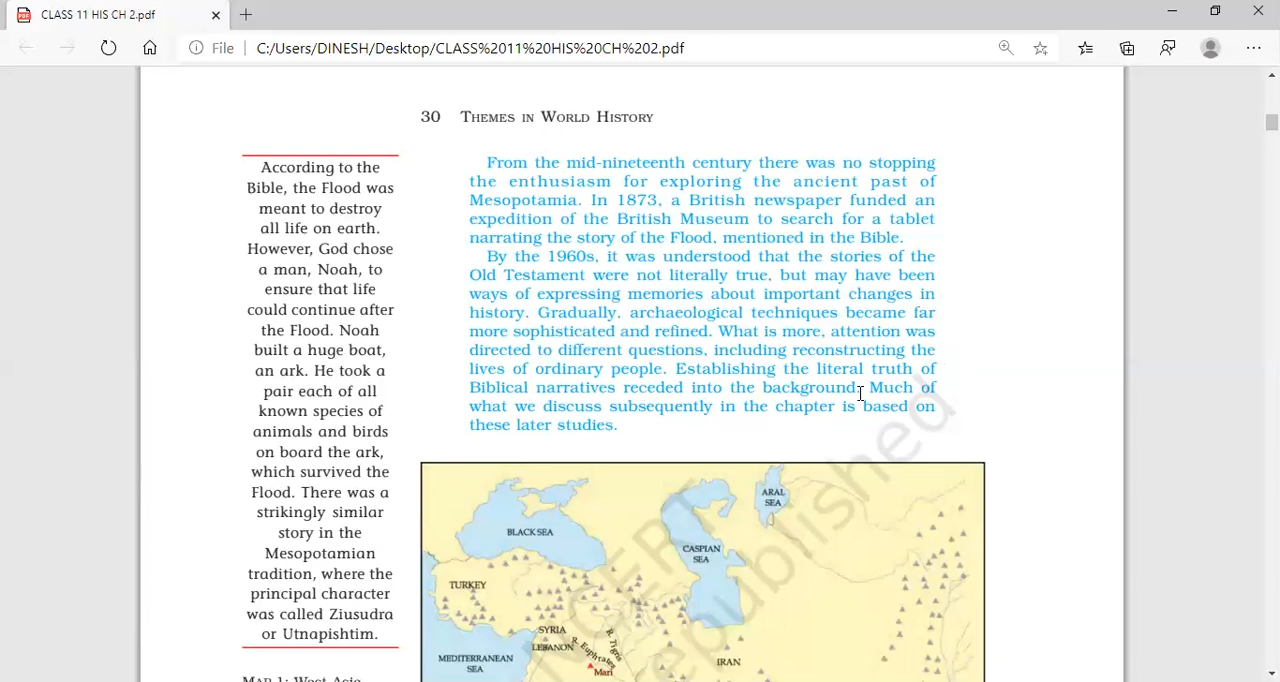 CLASS 11 HIS CH 2.pdf
File
C:/Users/DINESH/Desktop/CLASS%2011%20HIS%20CH%202.pdf
30 THEMES IN WORLD HISTORY
According to the
Bible, the Flood was
meant to destroy
all life on earth.
However, God chose
a man, Noah, to
ensure that life
could continue after
the Flood. Noah
built a huge boat,
an ark. He took a
pair each of all
known species of
animals and birds
on board the ark,
which survived the
Flood. There was a
strikingly similar
story in the
Mesopotamian
tradition, where the
principal character
was called Ziusudra
or Utnapishtim.
MAP 1: West Asia
From the mid-nineteenth century there was no stopping
the enthusiasm for exploring the ancient past of
Mesopotamia. In 1873, a British newspaper funded an
expedition of the British Museum to search for a tablet
narrating the story of the Flood, mentioned in the Bible.
By the 1960s, it was understood that the stories of the
Old Testament were not literally true, but may have been
ways of expressing memories about important changes in
history. Gradually, archaeological techniques became far
more sophisticated and refined. What is more, attention was
directed to different questions, including reconstructing the
lives of ordinary people. Establishing the literal truth of
Biblical narratives receded into the background. Much of
what we discuss subsequently in the chapter is based on
these later studies.
ARAL
SEA
BLACK SEA
CASPIAN
SEA
TURKEY
SYRIA
LEBANON
R. Euphrates
R. Tigris
Mari
MEDITERRANEAN
SEA
IRAN
NCERT
republished